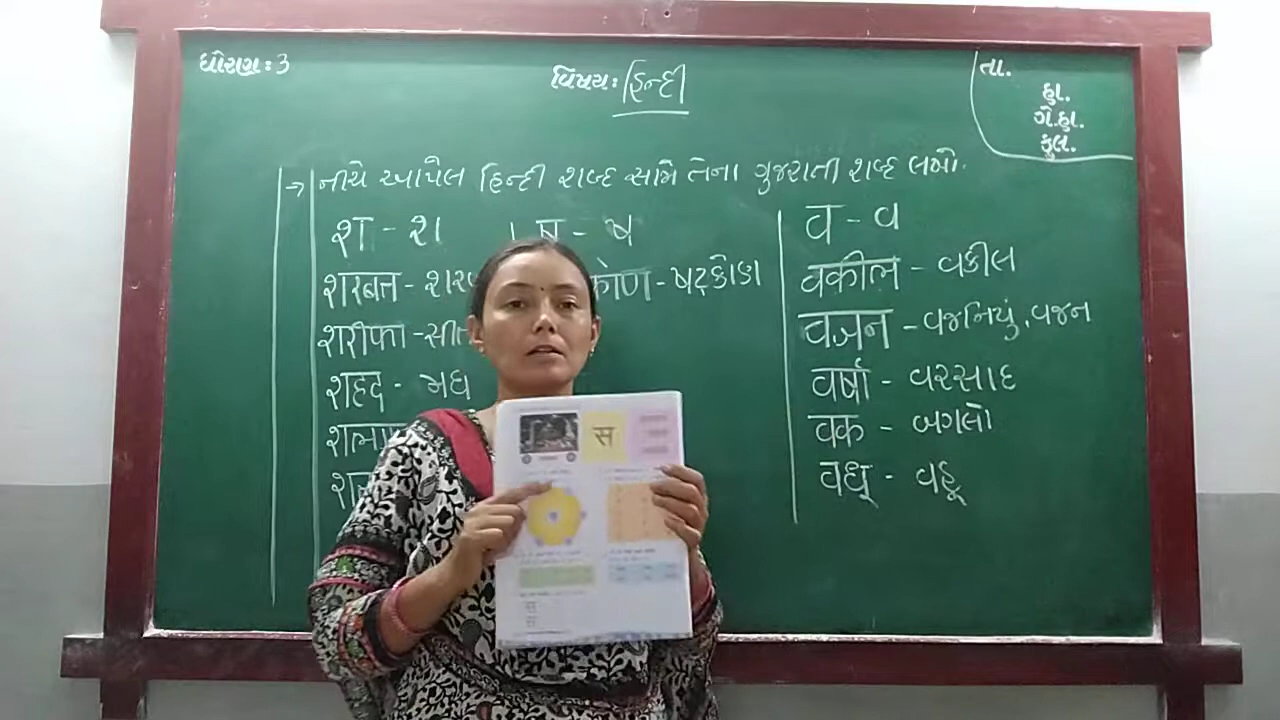 ધોરણ: 3
વિષય: હિન્દી
તા.
હા.
ગે.હા.
કુલ.
→ નીચે આપેલ હિન્દી શબ્દ સામે તેના ગુજરાતી શબ્દ લખો.
श - શ
शरबत -
शरीफा -
शहद - મધ
ष - ષ
ષટ્કોણ
व - વ
वकील - વકીલ
वजन - વજનિયું, વજન
वर्षा - વરસાદ
वक - બગલો
वधू - વહૂ
स